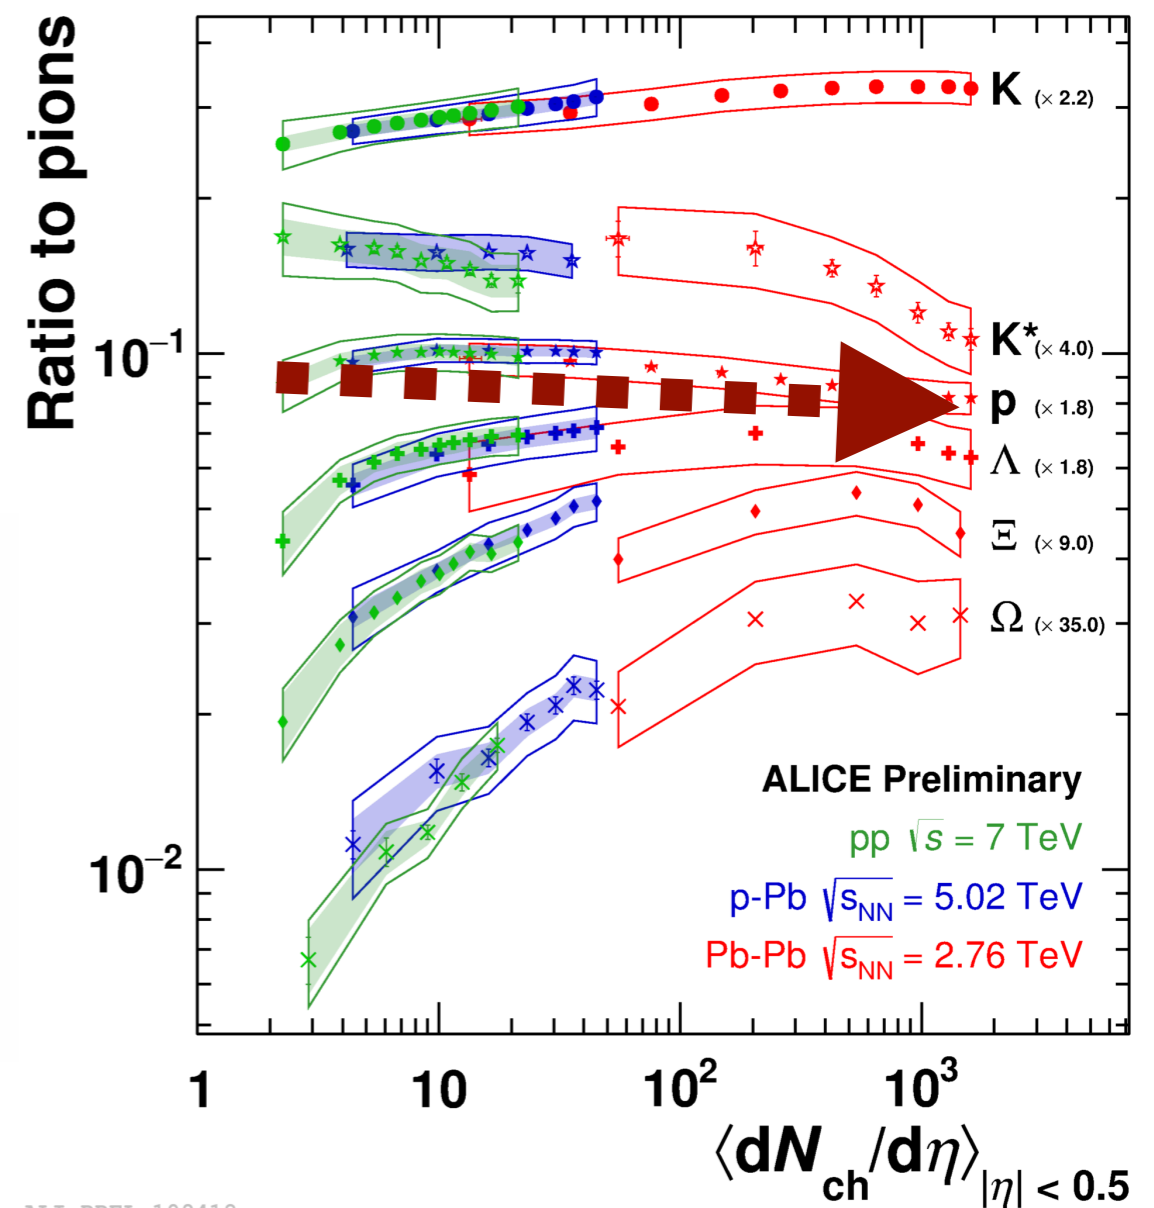 Ratio to pions
K (× 2.2)
K* (× 4.0)
10⁻¹
p (× 1.8)
Λ (× 1.8)
Ξ (× 9.0)
Ω (× 35.0)
ALICE Preliminary
pp √s = 7 TeV
10⁻²
p-Pb √sNN = 5.02 TeV
Pb-Pb √sNN = 2.76 TeV
1 10 10² 10³
⟨dNch/dη⟩|η| < 0.5